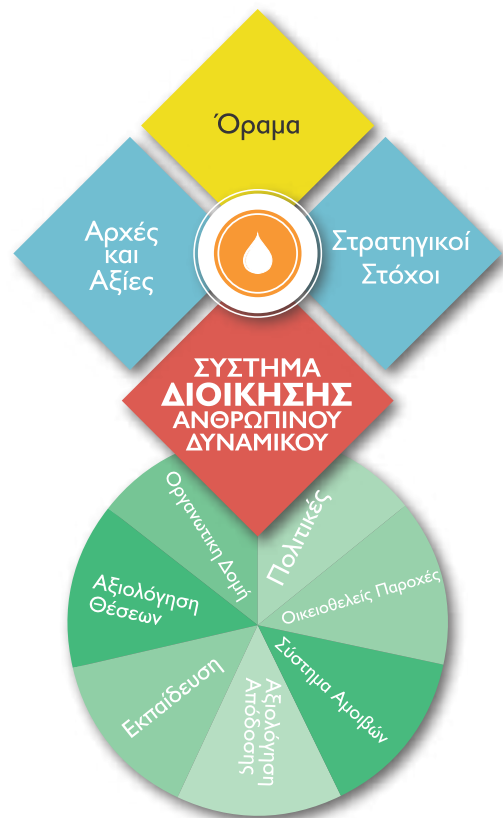 Όραμα
Αρχές
και
Αξίες
Στρατηγικοί
Στόχοι
ΣΥΣΤΗΜΑ
ΔΙΟΙΚΗΣΗΣ
ΑΝΘΡΩΠΙΝΟΥ
ΔΥΝΑΜΙΚΟΥ
Οργανωτικη Δομή
Πολιτικές
Αξιολόγηση
Θέσεων
Οικειοθελείς Παροχές
Εκπαίδευση
Αξιολόγηση
Απόδοσης
Σύστημα Αμοιβών